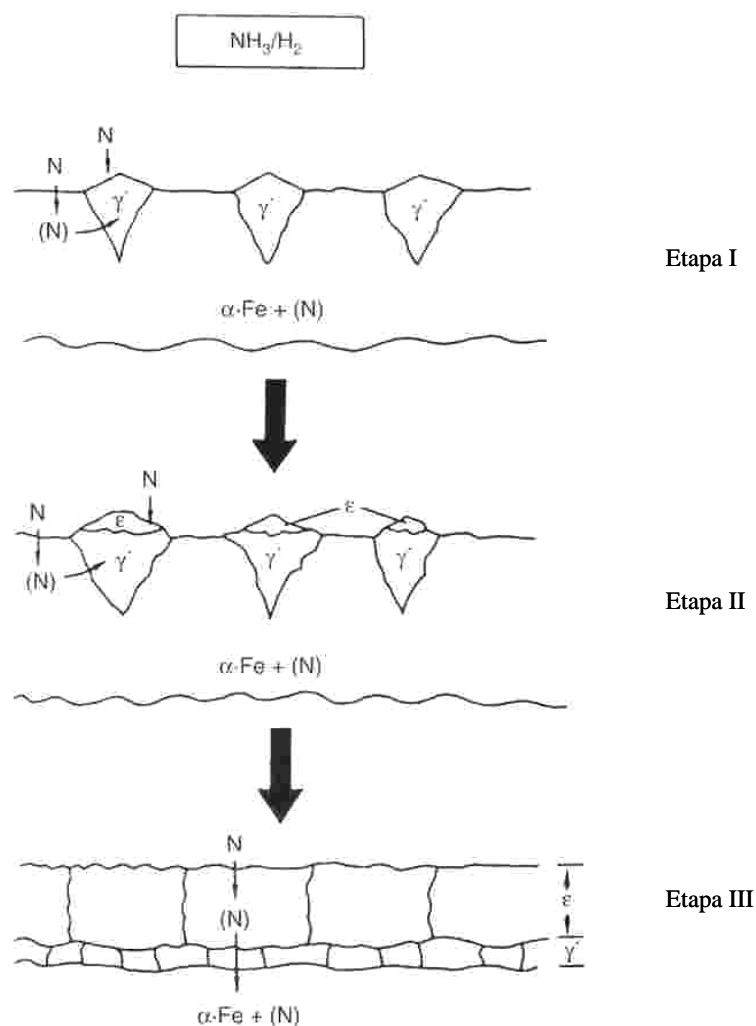 NH3/H2
N
N
γ' γ' γ'
(N)
Etapa I
α·Fe + (N)
N
N ε ε
γ' γ' γ'
(N)
Etapa II
α·Fe + (N)
N
ε Etapa III
(N)
γ'
α·Fe + (N)